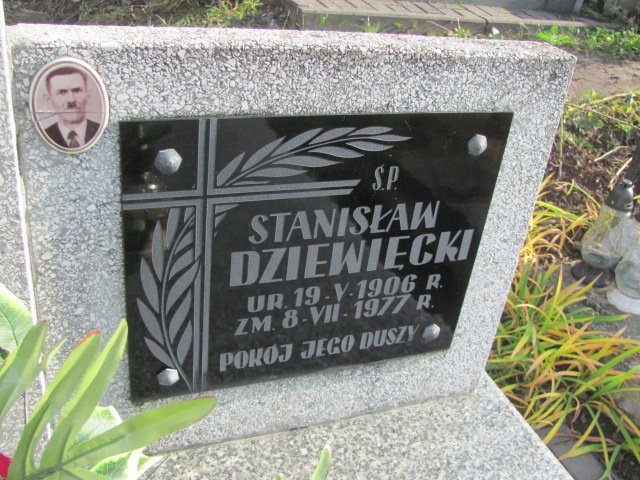 Ś.P.
STANISŁAW
DZIEWIĘCKI
UR. 19-V-1906 R.
ZM. 8-VII-1977 R.
POKÓJ JEGO DUSZY